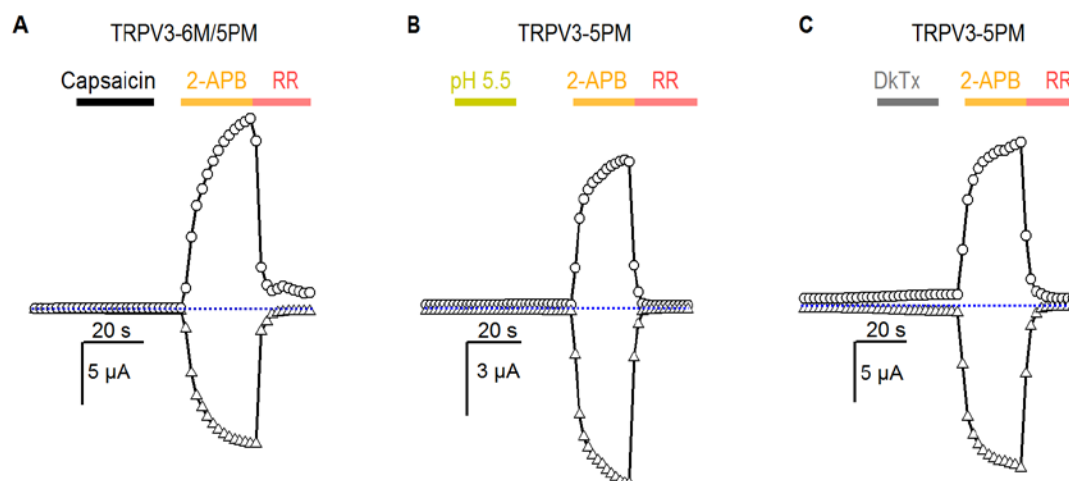 A TRPV3-6M/5PM
Capsaicin 2-APB RR
20 s
5 µA
B TRPV3-5PM
pH 5.5 2-APB RR
20 s
3 µA
C TRPV3-5PM
DkTx 2-APB RR
20 s
5 µA